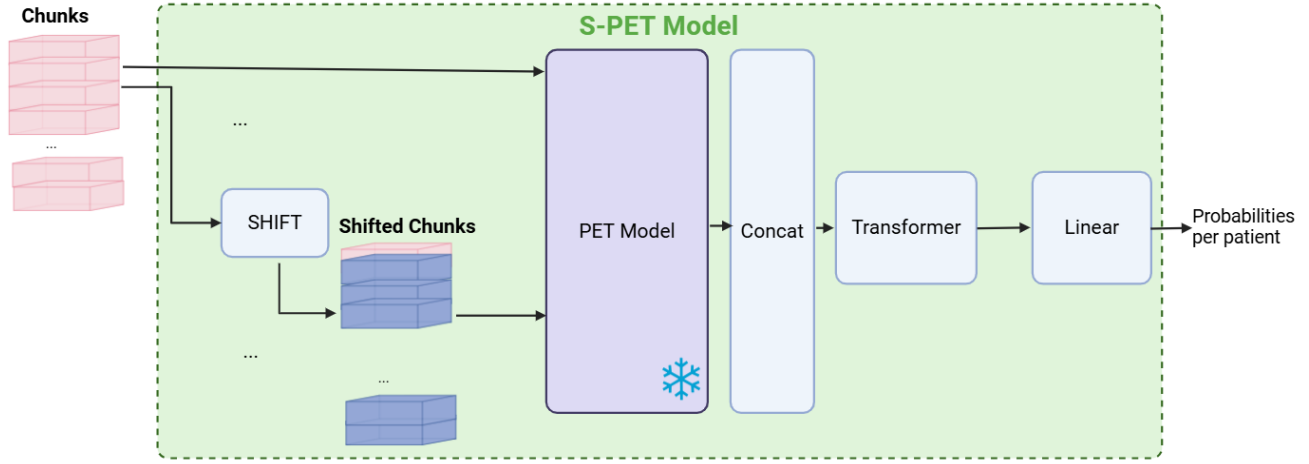 Chunks
S-PET Model
...
...
SHIFT
Shifted Chunks
PET Model
Concat
Transformer
Linear
Probabilities
per patient
...
...